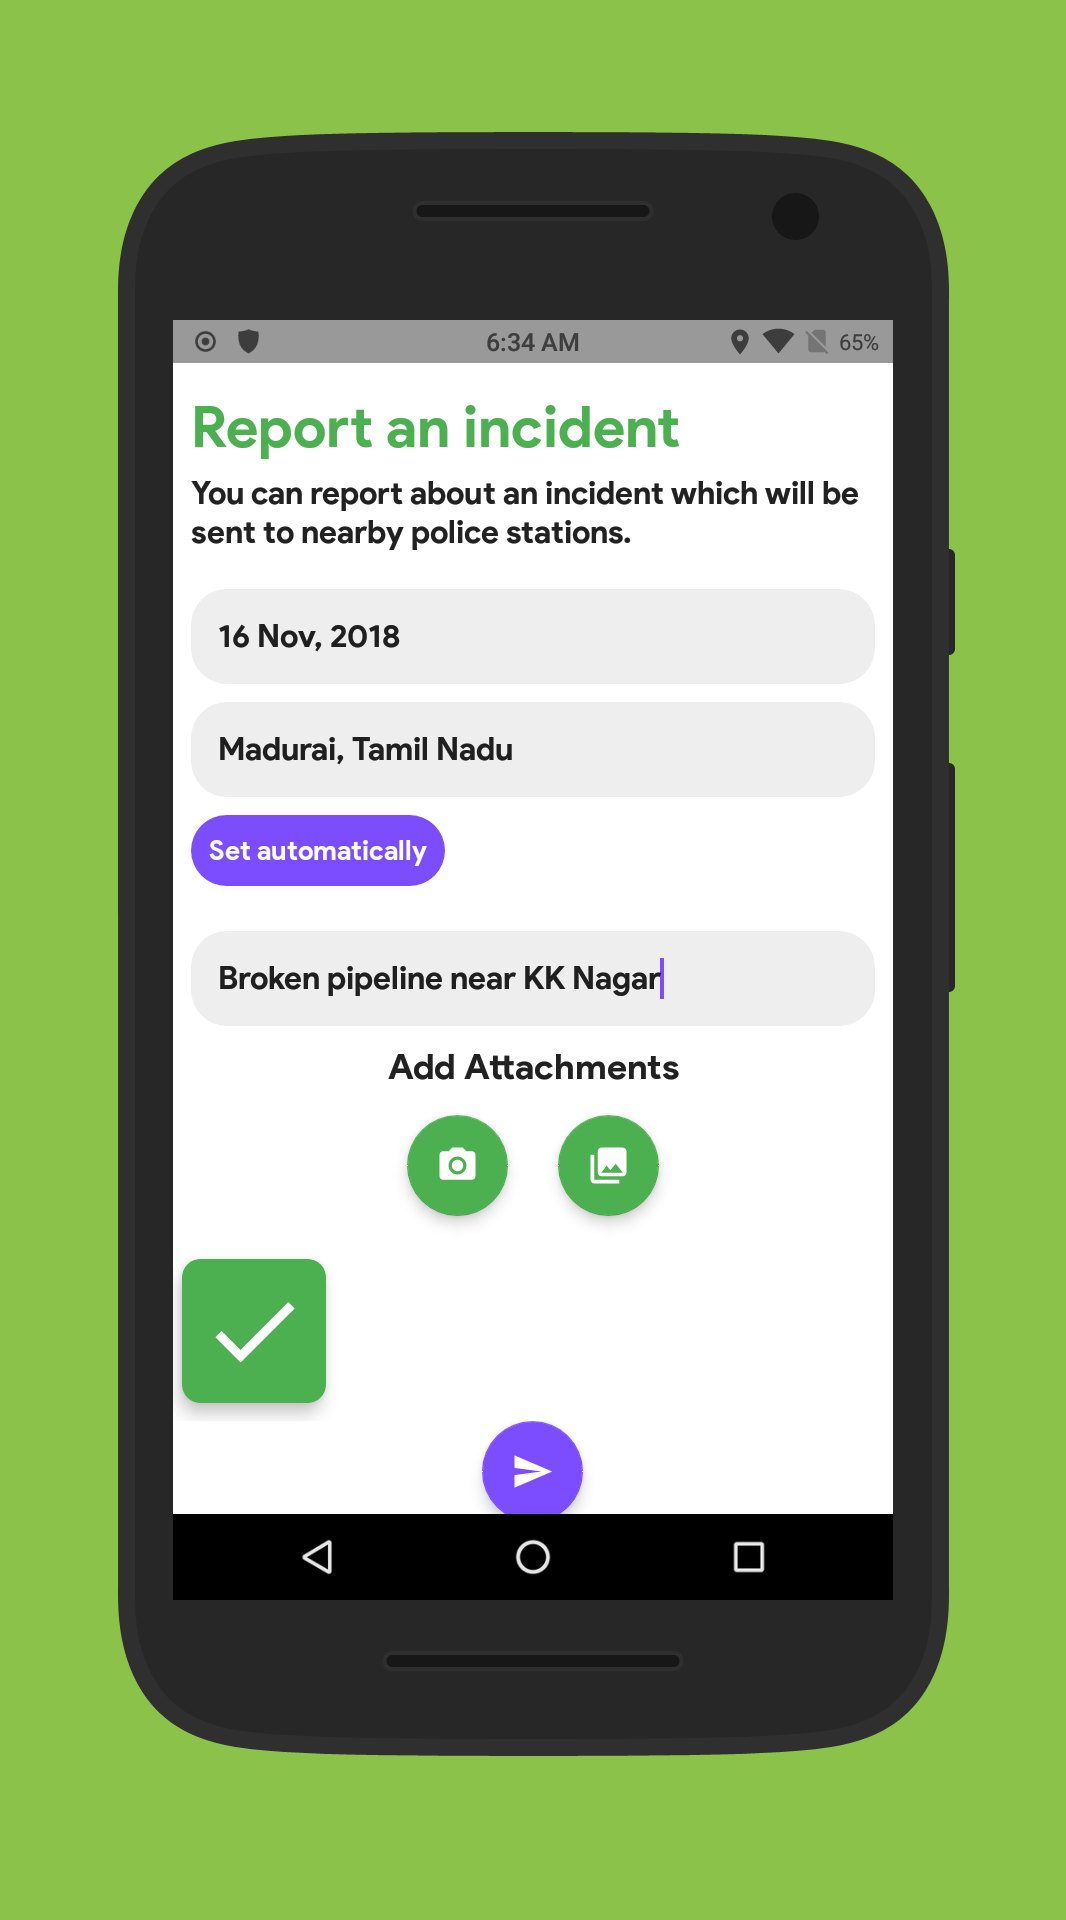 6:34 AM
65%
Report an incident
You can report about an incident which will be
sent to nearby police stations.
16 Nov, 2018
Madurai, Tamil Nadu
Set automatically
Broken pipeline near KK Nagar
Add Attachments